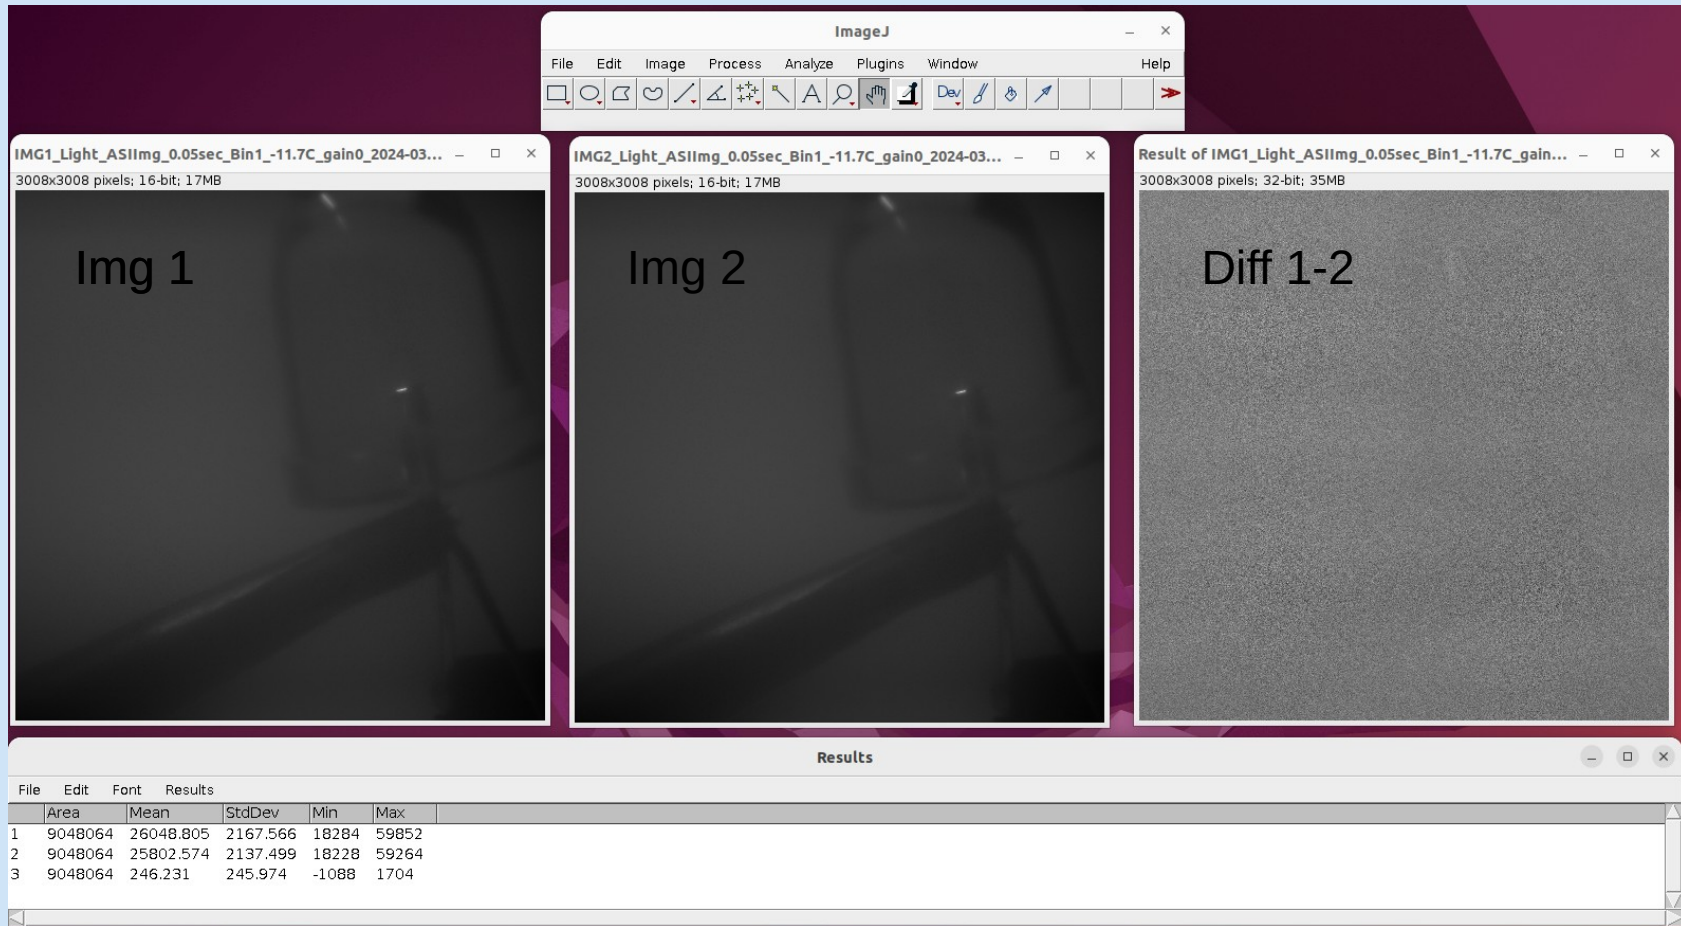 ImageJ
File Edit Image Process Analyze Plugins Window Help
A Dev
IMG1_Light_ASIImg_0.05sec_Bin1_-11.7C_gain0_2024-03...
3008x3008 pixels; 16-bit; 17MB
Img 1
IMG2_Light_ASIImg_0.05sec_Bin1_-11.7C_gain0_2024-03...
3008x3008 pixels; 16-bit; 17MB
Img 2
Result of IMG1_Light_ASIImg_0.05sec_Bin1_-11.7C_gain...
3008x3008 pixels; 32-bit; 35MB
Diff 1-2
Results
File Edit Font Results
Area Mean StdDev Min Max
1 9048064 26048.805 2167.566 18284 59852
2 9048064 25802.574 2137.499 18228 59264
3 9048064 246.231 245.974 -1088 1704